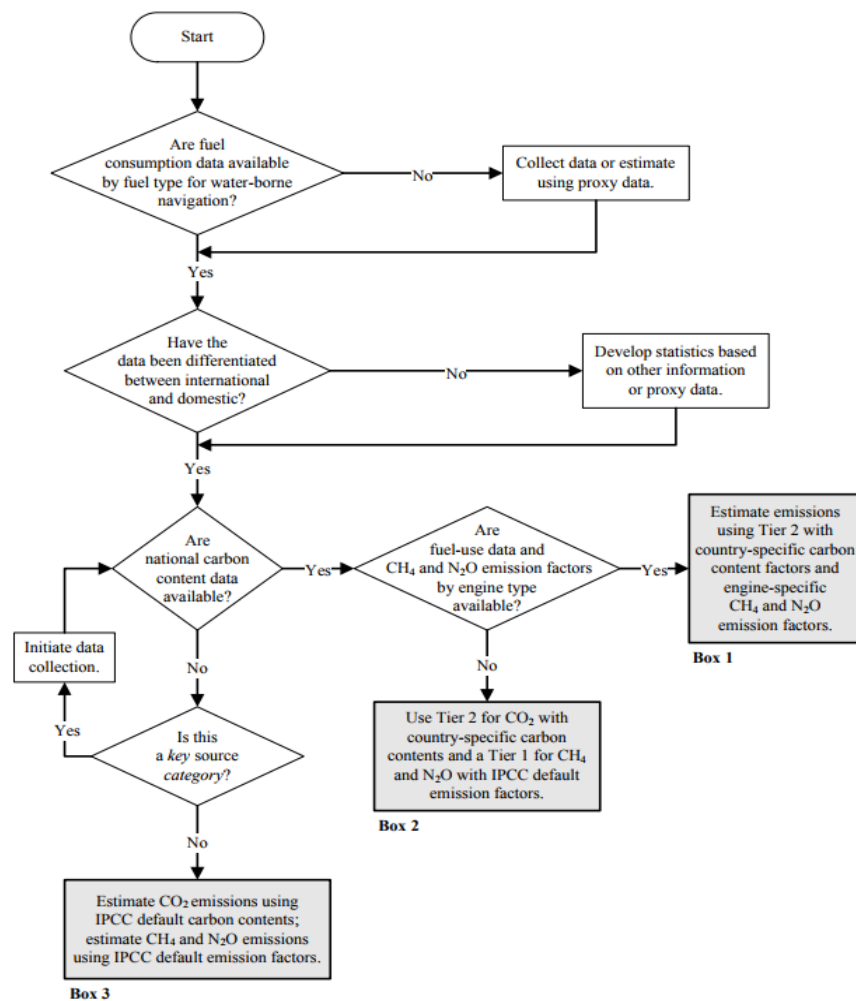 Start
Are fuel
consumption data available
by fuel type for water-borne
navigation?
No
Collect data or estimate
using proxy data.
Yes
Have the
data been differentiated
between international
and domestic?
No
Develop statistics based
on other information
or proxy data.
Yes
Are
national carbon
content data
available?
Yes
Are
fuel-use data and
CH₄ and N₂O emission factors
by engine type
available?
Yes
Estimate emissions
using Tier 2 with
country-specific carbon
content factors and
engine-specific
CH₄ and N₂O
emission factors.
Box 1
Initiate data
collection.
No
No
Yes
Is this
a key source
category?
Use Tier 2 for CO₂ with
country-specific carbon
contents and a Tier 1 for CH₄
and N₂O with IPCC default
emission factors.
Box 2
No
Estimate CO₂ emissions using
IPCC default carbon contents;
estimate CH₄ and N₂O emissions
using IPCC default emission factors.
Box 3